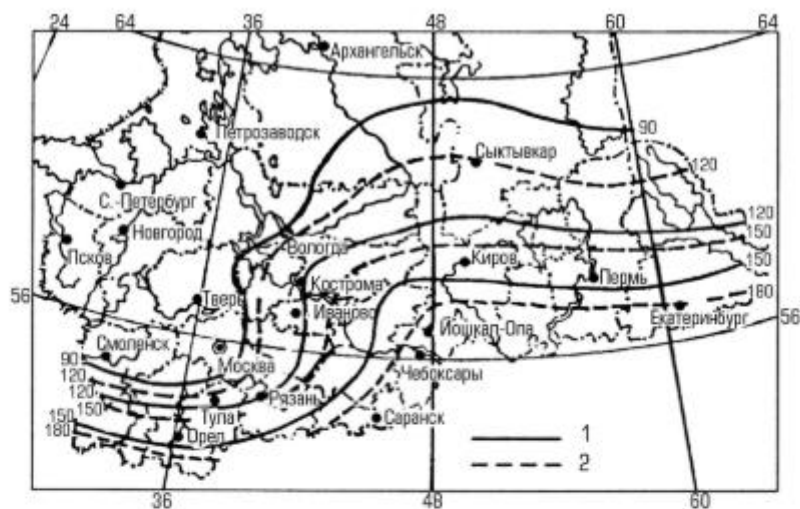 24 64 36 48 60 64
Архангельск
Петрозаводск
90
Сыктывкар
120
С.-Петербург
Новгород
120
Вологда
150
Псков
Киров
150
Кострома
Пермь
56
Тверь
180
Иваново
Екатеринбург
Йошкар-Ола
56
Смоленск
Москва
90
Чебоксары
120
120
Рязань
150
Тула
Саранск
150
180
Орел
1
2
36 48 60